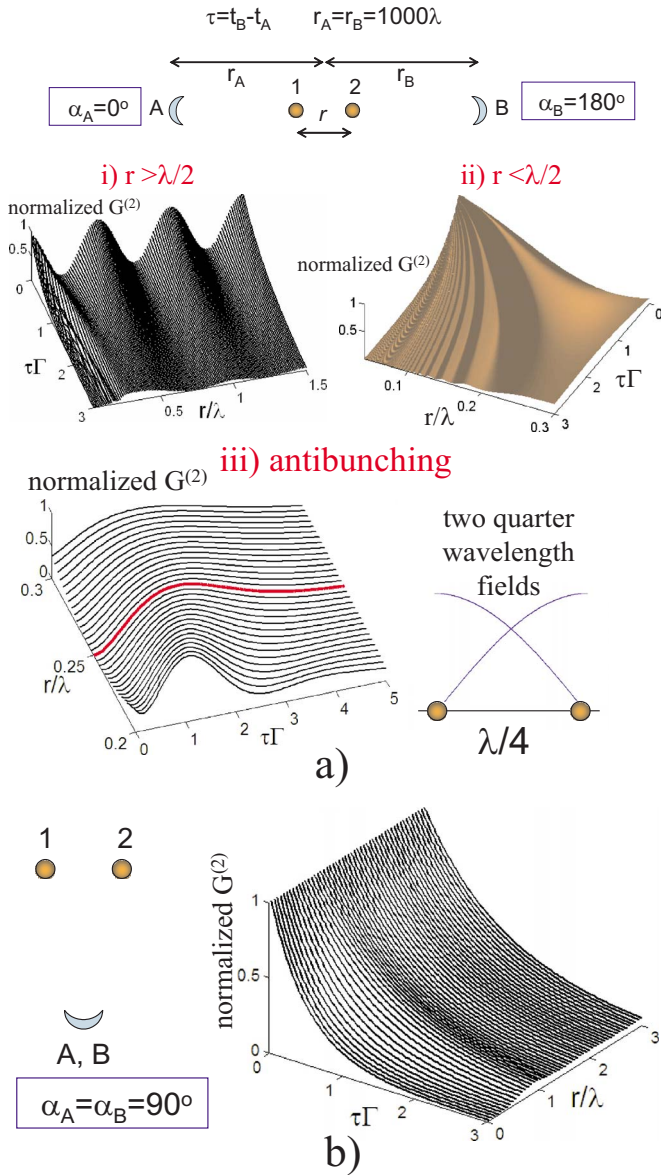 τ=t_B-t_A r_A=r_B=1000λ
r_A r_B
α_A=0° A 1 2 B α_B=180°
r
i) r >λ/2 ii) r <λ/2
normalized G⁽²⁾
1
0.5
0
1
2
3
τΓ
0.5
1
1.5
r/λ
normalized G⁽²⁾
1
0.5
0.1
0.2
0.3
r/λ
0
1
2
3
τΓ
iii) antibunching
normalized G⁽²⁾
1
0.5
0
0.3
0.25
0.2
r/λ
0
1
2
3
4
5
τΓ
two quarter
wavelength
fields
λ/4
a)
1 2
A, B
α_A=α_B=90°
normalized G⁽²⁾
1
0.5
0
0
1
2
3
τΓ
0
1
2
3
r/λ
b)